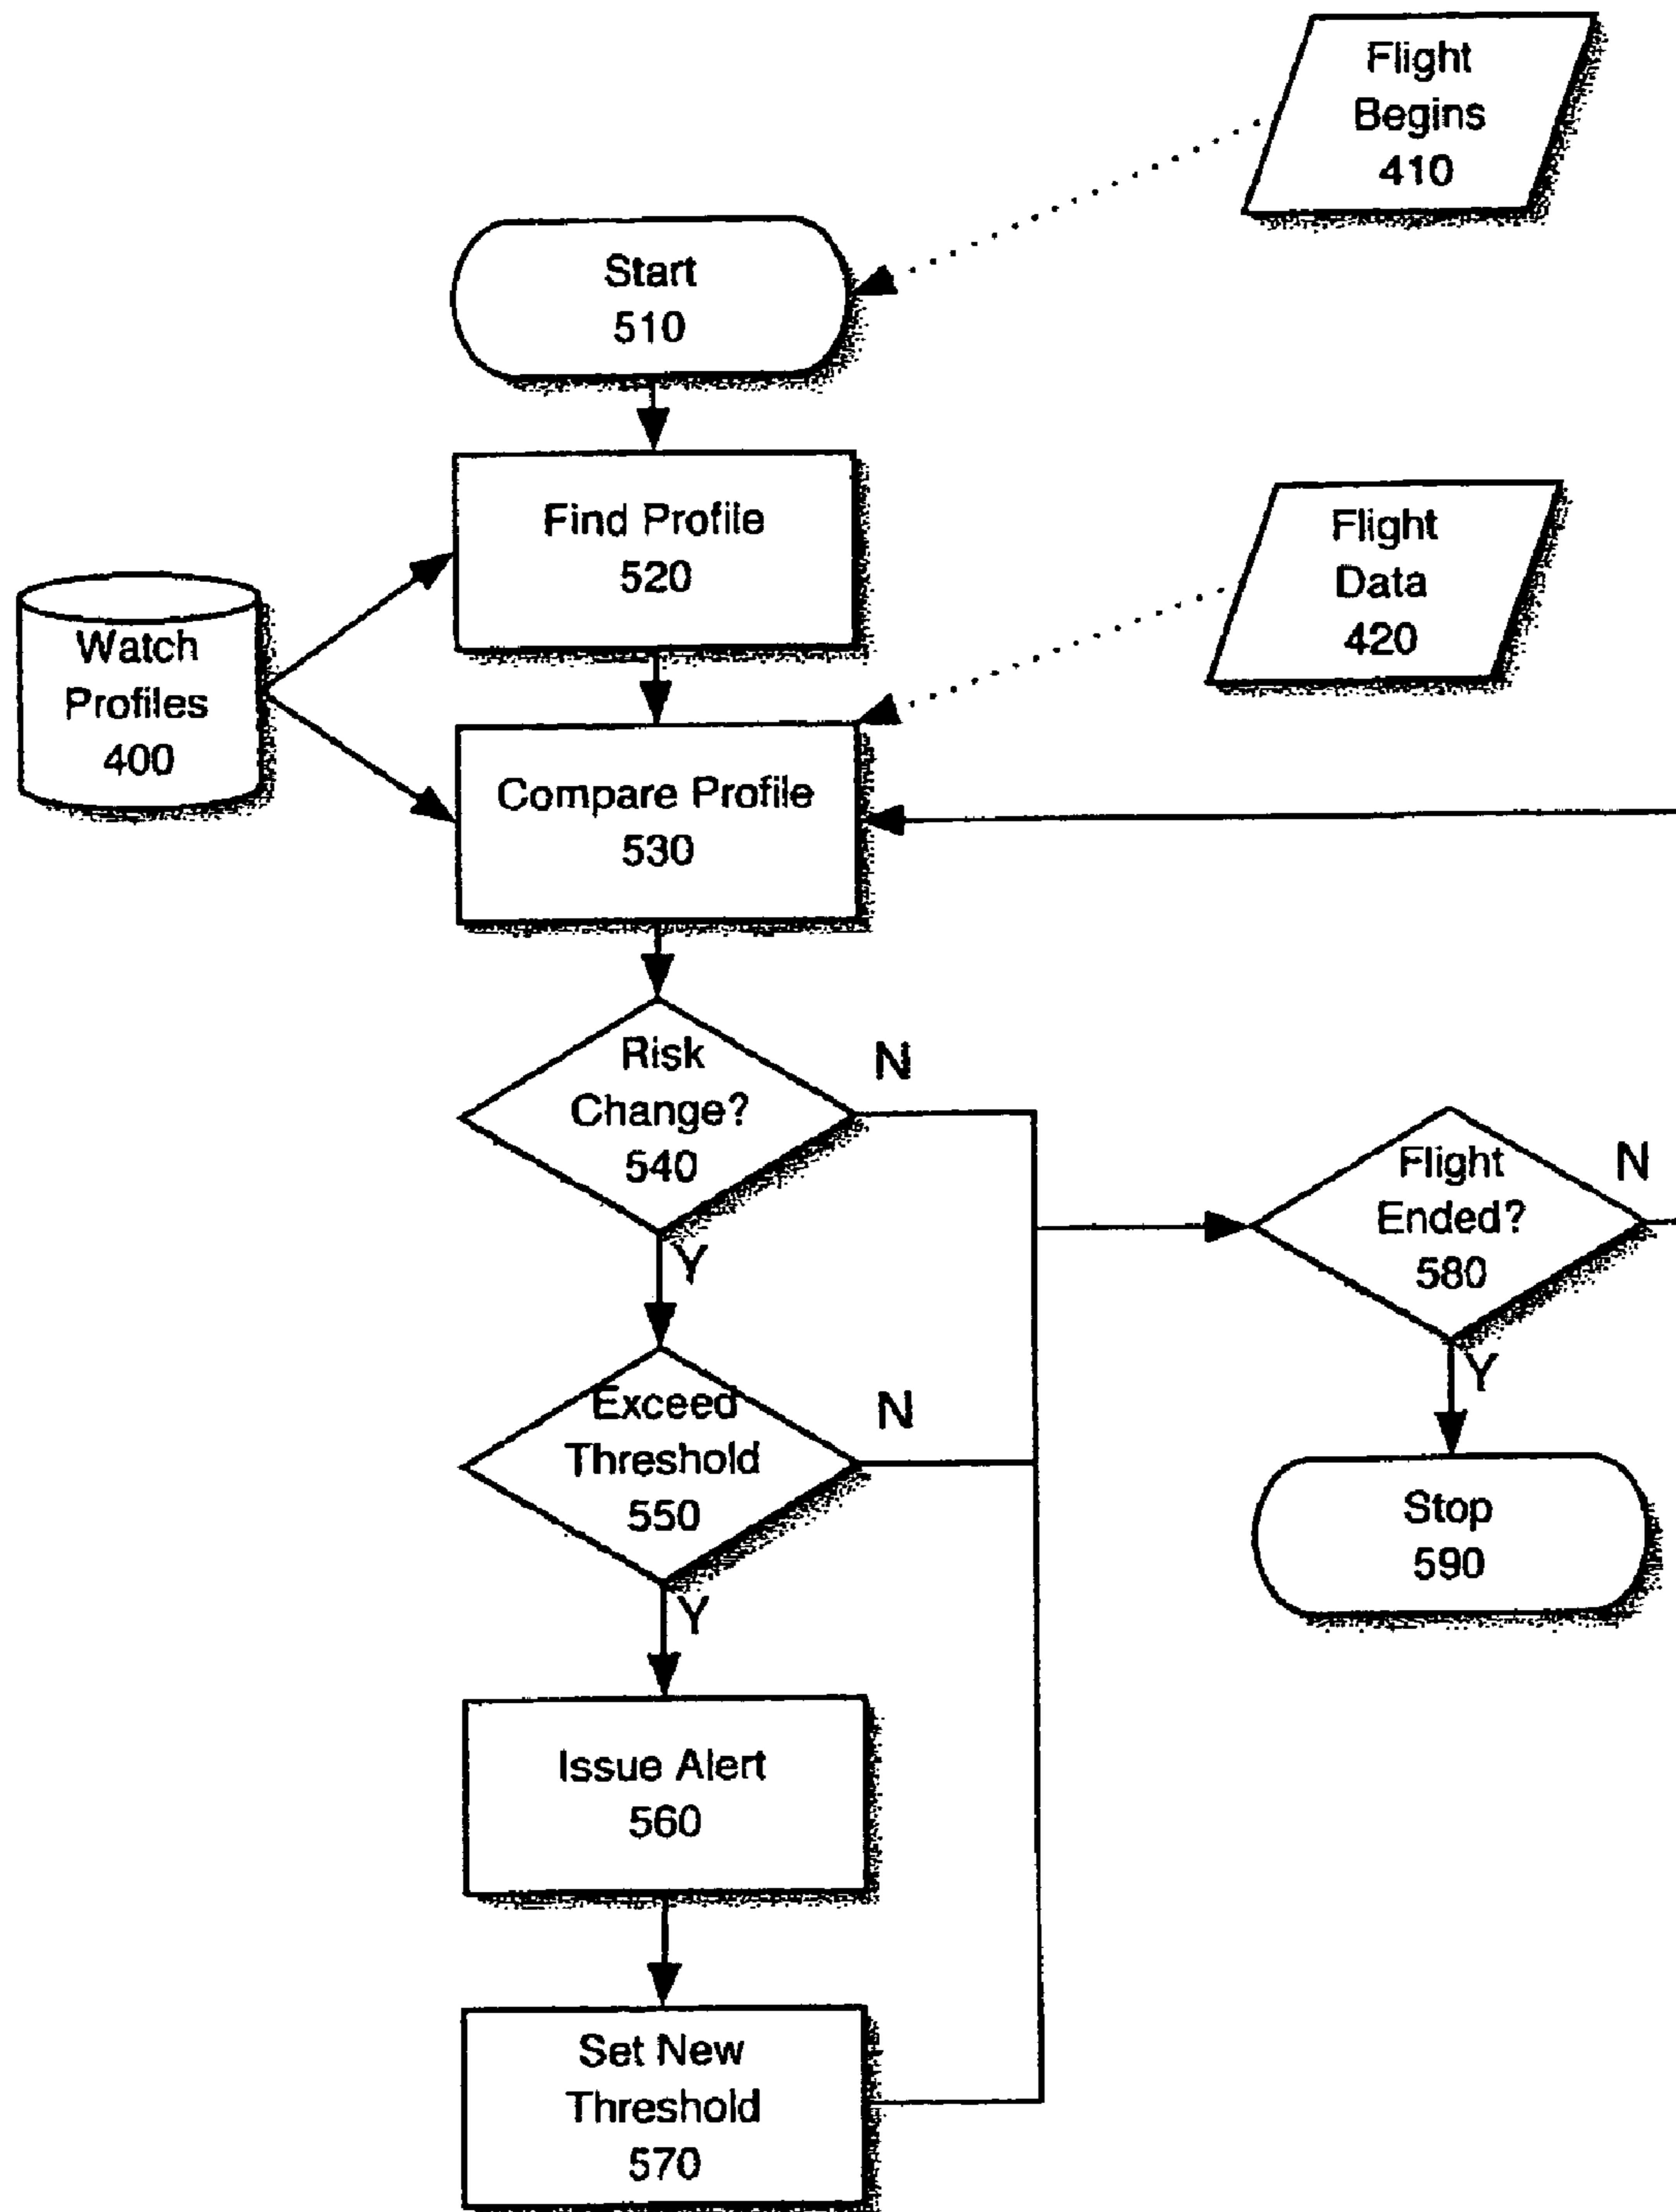 Flight
Begins
410
Start
510
Find Profile
520
Flight
Data
420
Watch
Profiles
400
Compare Profile
530
Risk
Change?
540
N
Y
Flight
Ended?
580
N
Y
Exceed
Threshold
550
N
Y
Stop
590
Issue Alert
560
Set New
Threshold
570